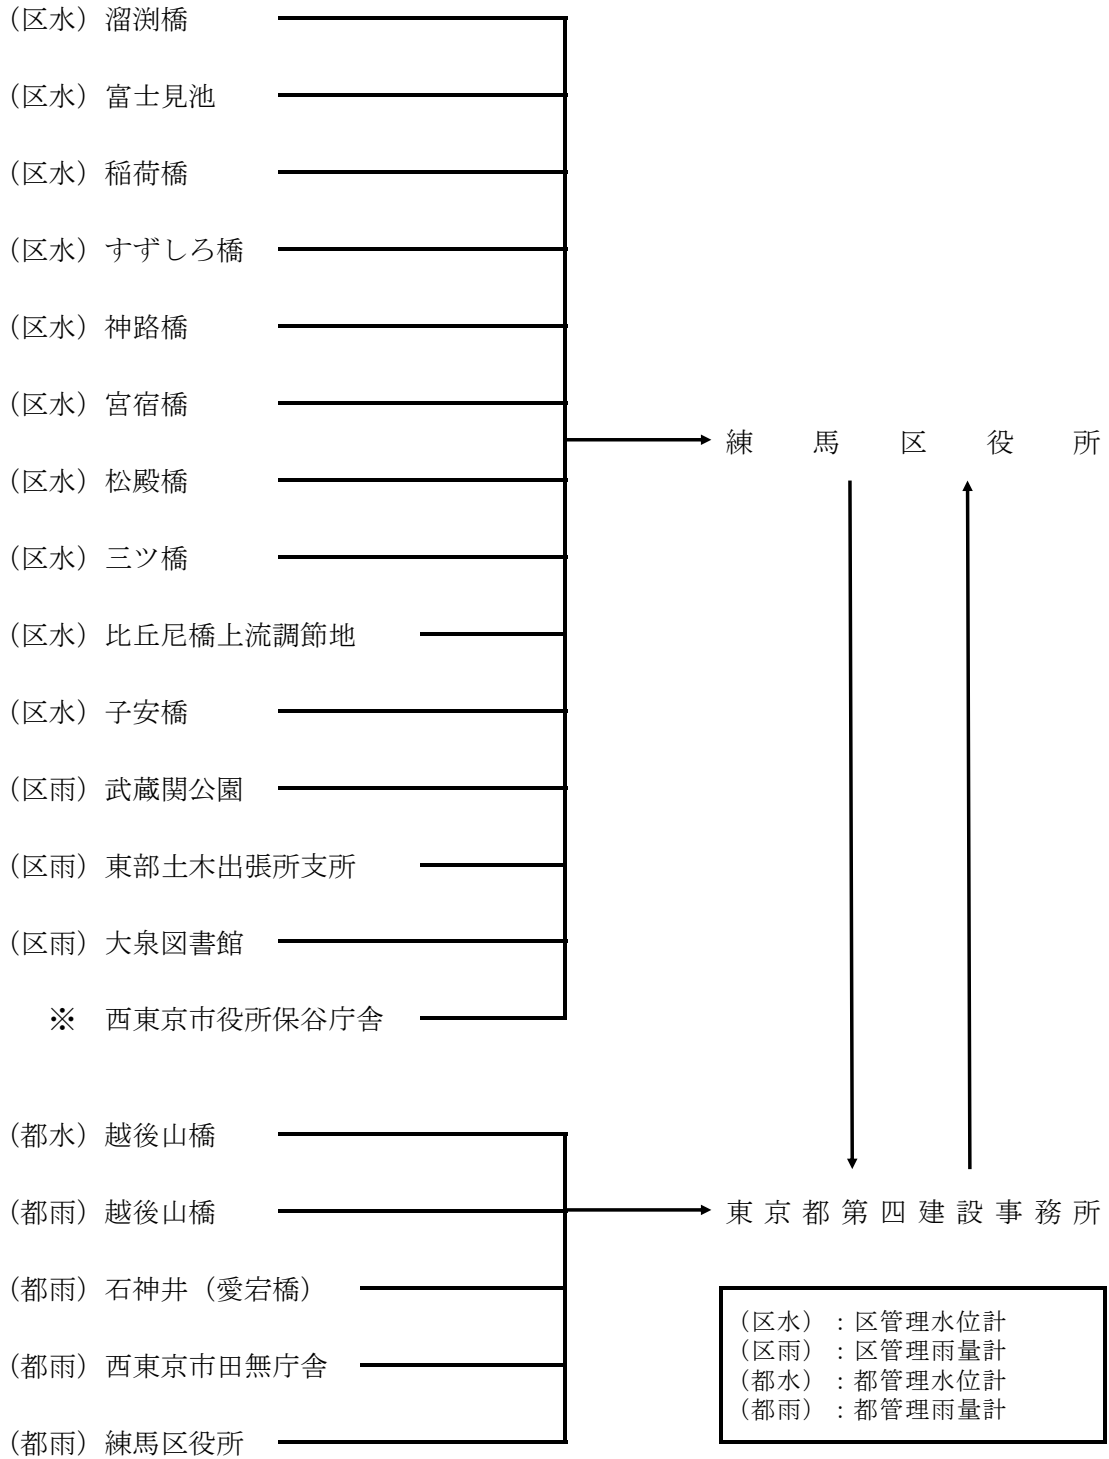 （区水）溜渕橋
（区水）富士見池
（区水）稲荷橋
（区水）すずしろ橋
（区水）神路橋
（区水）宮宿橋
練馬区役所
（区水）松殿橋
（区水）三ツ橋
（区水）比丘尼橋上流調節地
（区水）子安橋
（区雨）武蔵関公園
（区雨）東部土木出張所支所
（区雨）大泉図書館
※　西東京市役所保谷庁舎
（都水）越後山橋
（都雨）越後山橋
東京都第四建設事務所
（都雨）石神井（愛宕橋）
（都雨）西東京市田無庁舎
（都雨）練馬区役所
（区水）：区管理水位計
（区雨）：区管理雨量計
（都水）：都管理水位計
（都雨）：都管理雨量計